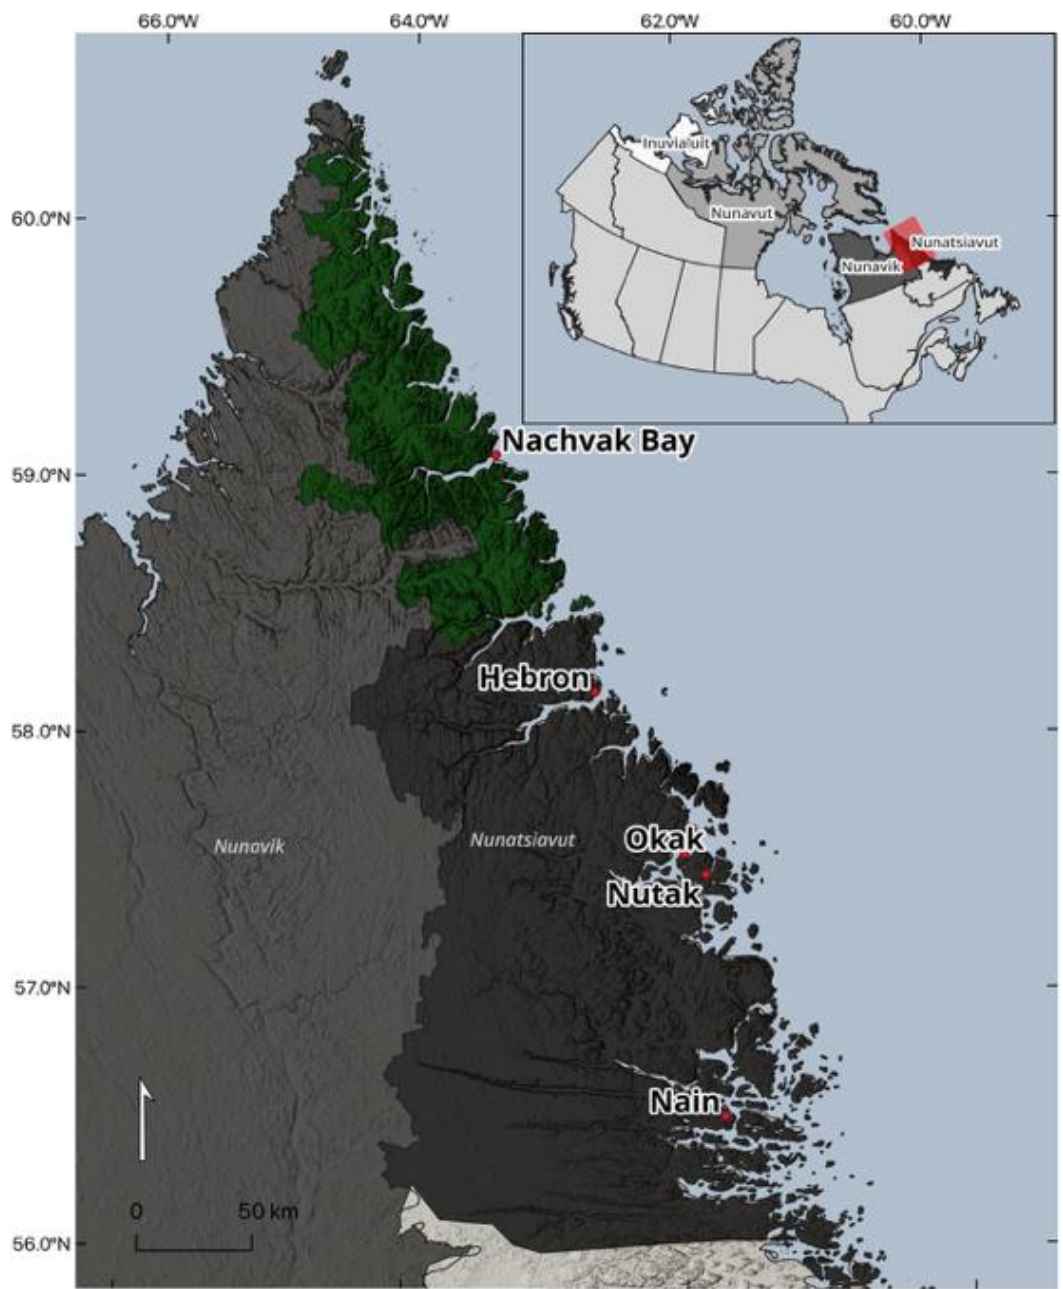 66.0°W 64.0°W 62.0°W 60.0°W
Inuvialuit
Nunavut
Nunatsiavut
Nunavik
60.0°N
Nachvak Bay
59.0°N
Hebron
58.0°N
Nunavik
Nunatsiavut
Okak
Nutak
57.0°N
Nain
0 50 km
56.0°N